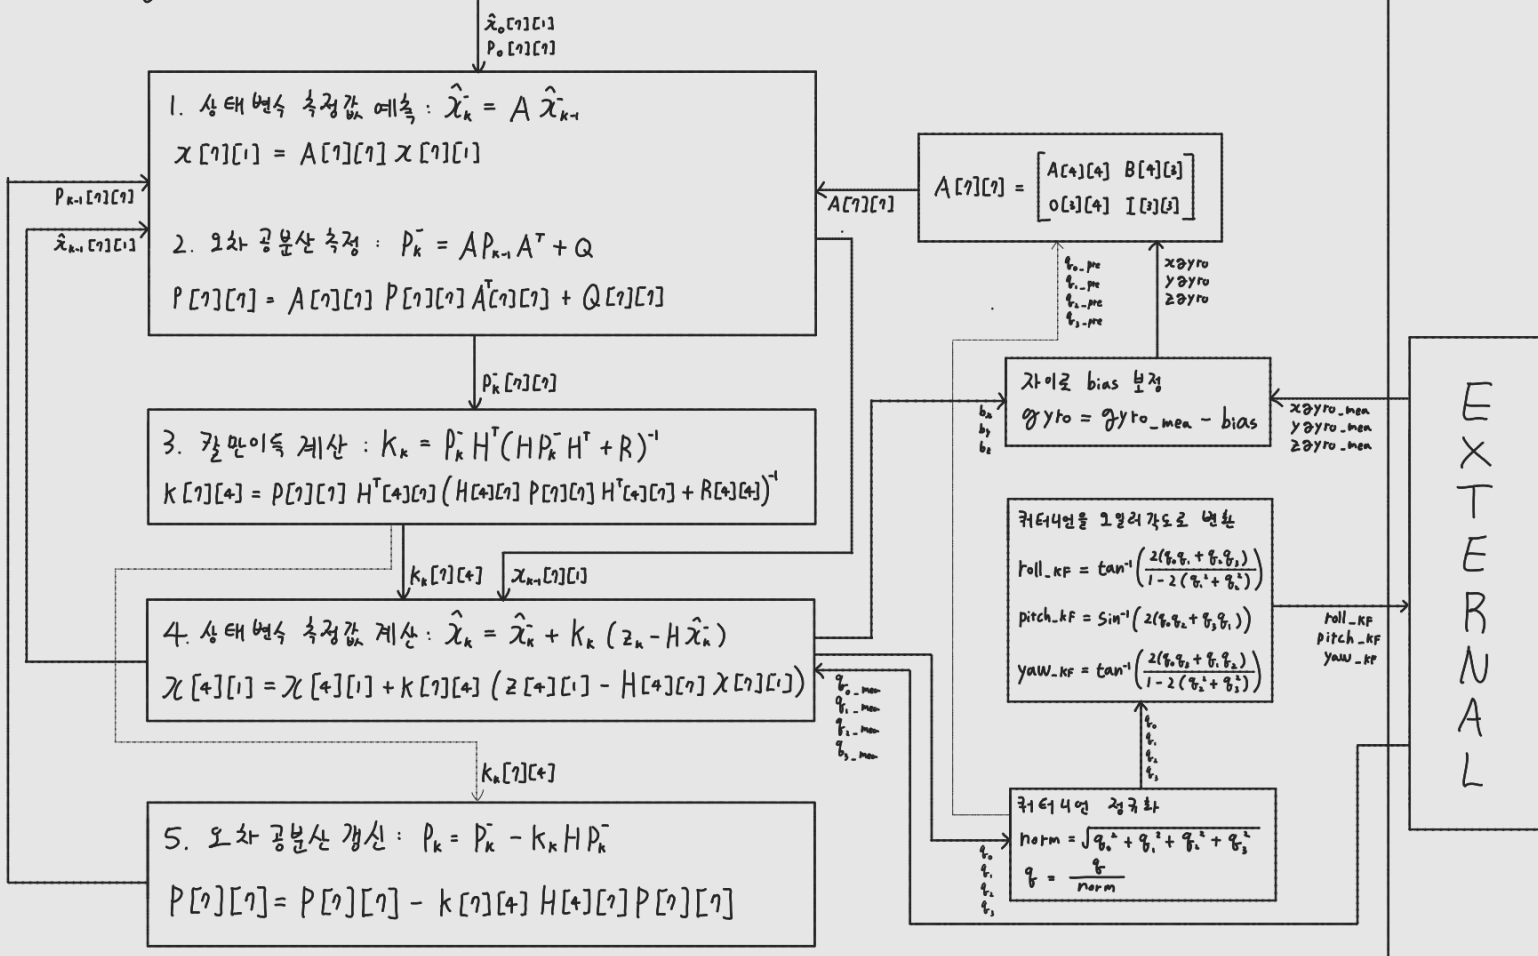 x̂₀[7][1]
P₀[7][7]
1. 상태변수 측정값 예측 : x̂ₖ⁻ = A x̂ₖ₋₁⁻
x[7][1] = A[7][7] x[7][1]
2. 오차 공분산 측정 : Pₖ⁻ = APₖ₋₁Aᵀ + Q
P[7][7] = A[7][7] P[7][7] Aᵀ[7][7] + Q[7][7]
Pₖ₋₁[7][7]
x̂ₖ₋₁[7][1]
A[7][7]
A[7][7] = [A[4][4] B[4][3]
0[3][4] I[3][3]]
q₀_pre
q₁_pre
q₂_pre
q₃_pre
xgyro
ygyro
zgyro
Pₖ⁻[7][7]
자이로 bias 보정
gyro = gyro_mea - bias
bₓ
bᵧ
b_z
xgyro_mea
ygyro_mea
zgyro_mea
3. 칼만이득 계산 : Kₖ = Pₖ⁻Hᵀ(HPₖ⁻Hᵀ + R)⁻¹
K[7][4] = P[7][7] Hᵀ[4][7] (H[4][7] P[7][7] Hᵀ[4][7] + R[4][4])⁻¹
Kₖ[7][4]
xₖ₋₁[7][1]
4. 상태변수 측정값 계산 : x̂ₖ = x̂ₖ⁻ + Kₖ (zₖ - Hx̂ₖ⁻)
x[4][1] = x[4][1] + K[7][4] (z[4][1] - H[4][7] x[7][1])
q₀_mea
q₁_mea
q₂_mea
q₃_mea
쿼터니언을 오일러각도로 변환
roll_KF = tan⁻¹(2(q₀q₁ + q₂q₃) / 1-2(q₁² + q₂²))
pitch_KF = sin⁻¹(2(q₀q₂ + q₃q₁))
yaw_KF = tan⁻¹(2(q₀q₃ + q₁q₂) / 1-2(q₂² + q₃²))
roll_KF
pitch_KF
yaw_KF
q₀
q₁
q₂
q₃
Kₖ[7][4]
5. 오차 공분산 갱신 : Pₖ = Pₖ⁻ - KₖHPₖ⁻
P[7][7] = P[7][7] - K[7][4] H[4][7] P[7][7]
쿼터니언 정규화
norm = √q₀² + q₁² + q₂² + q₃²
q = q / norm
q₀
q₁
q₂
q₃
EXTERNAL